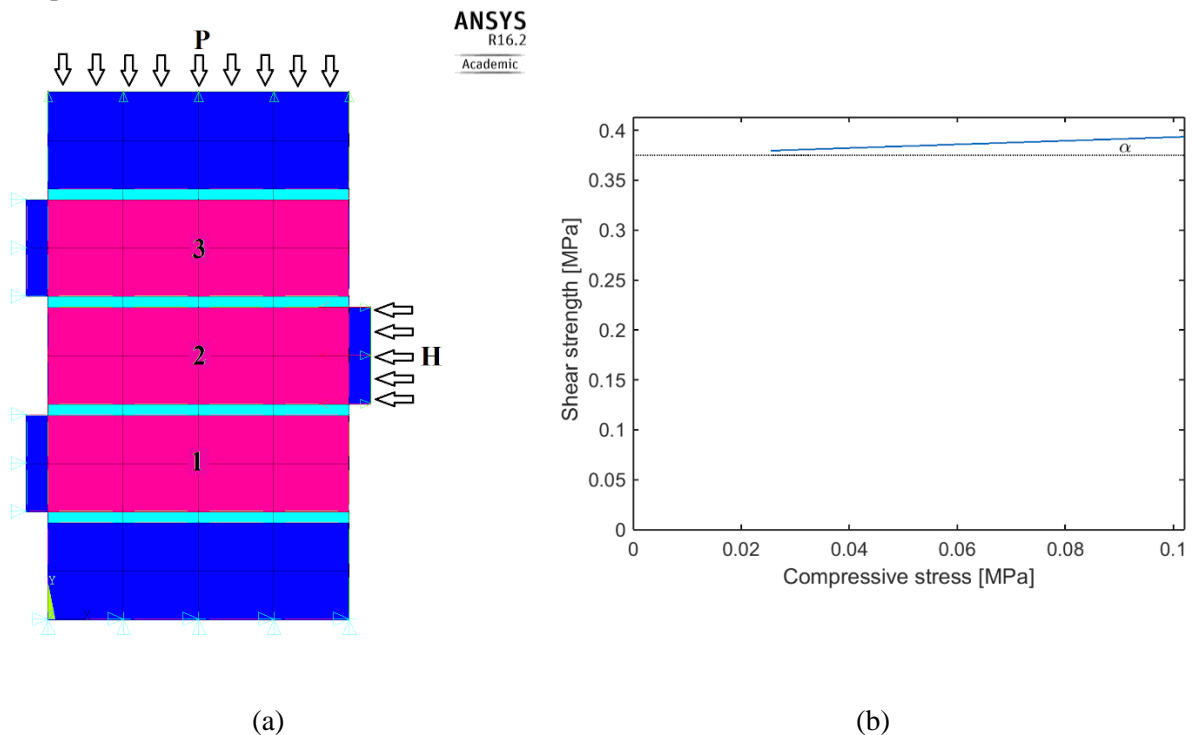 ANSYS
R16.2
Academic
P
3
2
H
1
Y
X
Shear strength [MPa]
0.4
0.35
0.3
0.25
0.2
0.15
0.1
0.05
0
α
0 0.02 0.04 0.06 0.08 0.1
Compressive stress [MPa]
(a) (b)